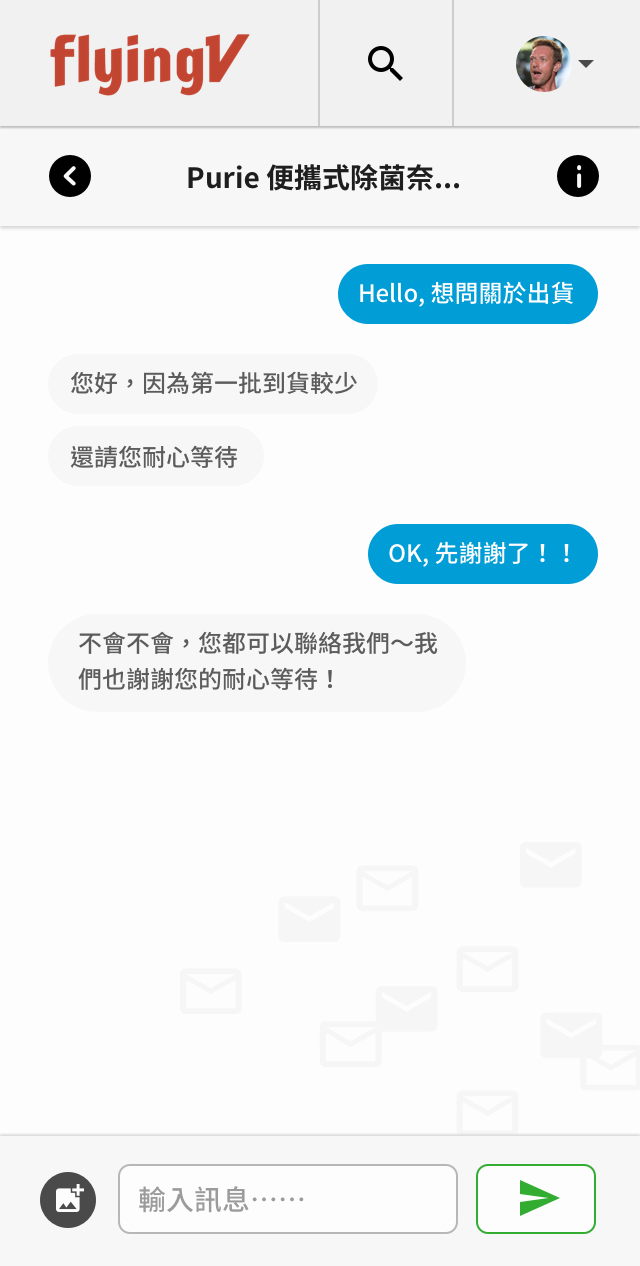 flyingV
Purie 便攜式除菌奈...
Hello, 想問關於出貨
您好，因為第一批到貨較少
還請您耐心等待
OK, 先謝謝了！！
不會不會，您都可以聯絡我們～我
們也謝謝您的耐心等待！
輸入訊息⋯⋯